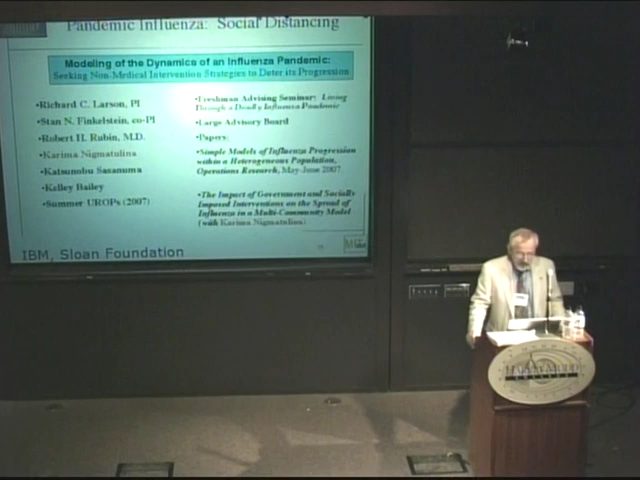 Pandemic Influenza: Social Distancing
Modeling of the Dynamics of an Influenza Pandemic:
Seeking Non-Medical Intervention Strategies to Deter its Progression
•Richard C. Larson, PI
•Stan N. Finkelstein, co-PI
•Robert H. Rubin, M.D.
•Karima Nigmatulina
•Katsunobu Sasanuma
•Kelley Bailey
•Summer UROPs (2007)
•Freshman Advising Seminar: Living
Through a Deadly Influenza Pandemic
•Large Advisory Board
•Papers:
•Simple Models of Influenza Progression
within a Heterogeneous Population,
Operations Research, May-June 2007.
•The Impact of Government and Socially
Imposed Interventions on the Spread of
Influenza in a Multi-Community Model
(with Karima Nigmatulina)
IBM, Sloan Foundation
MIT
HARVEY MUDD
COLLEGE